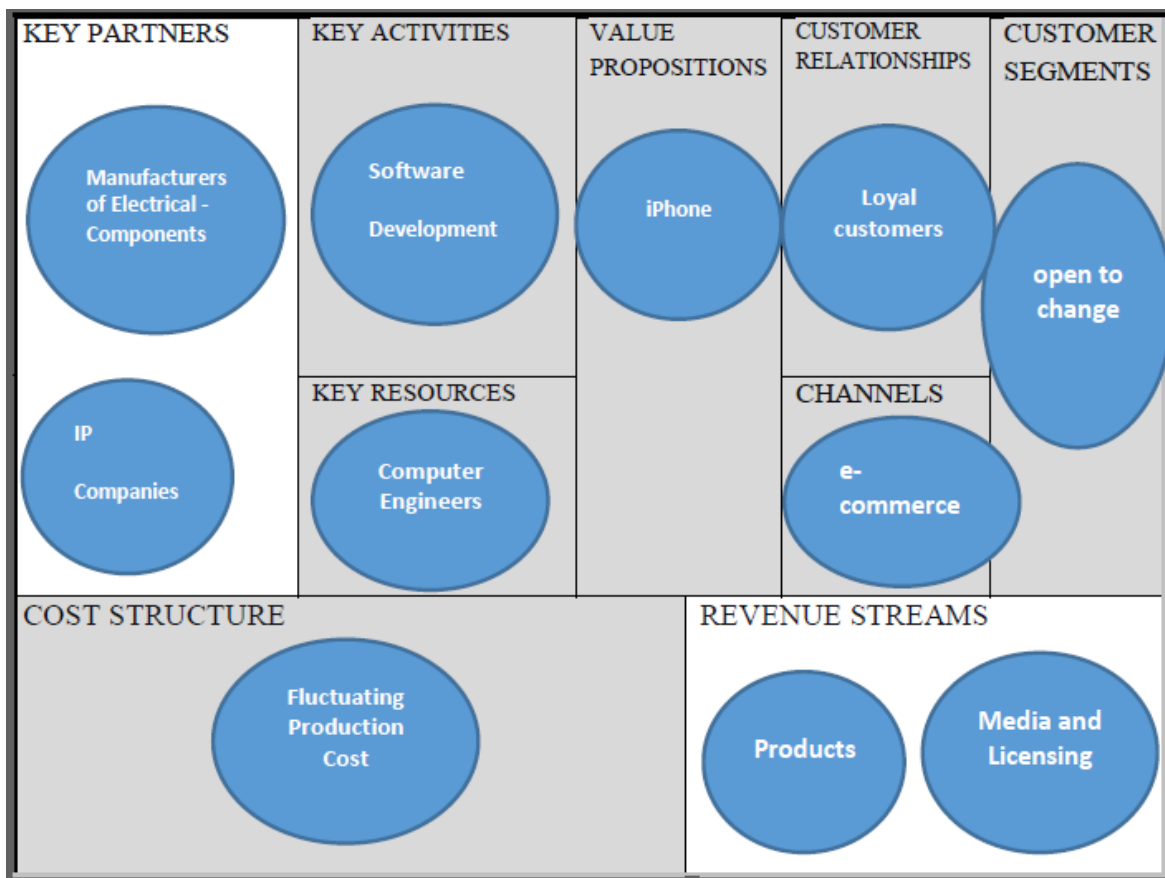 KEY PARTNERS
Manufacturers
of Electrical -
Components
IP
Companies
KEY ACTIVITIES
Software
Development
KEY RESOURCES
Computer
Engineers
VALUE
PROPOSITIONS
iPhone
CUSTOMER
RELATIONSHIPS
Loyal
customers
CHANNELS
e-
commerce
CUSTOMER
SEGMENTS
open to
change
COST STRUCTURE
Fluctuating
Production
Cost
REVENUE STREAMS
Products
Media and
Licensing